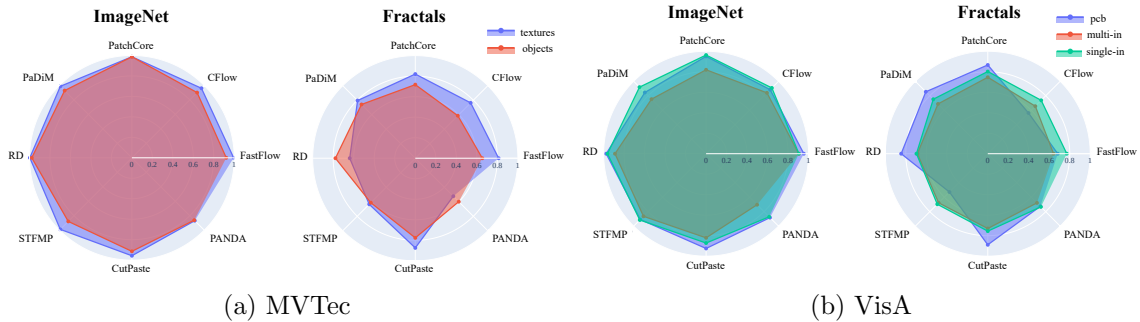 ImageNet
PatchCore
PaDiM
CFlow
RD
0 0.2 0.4 0.6 0.8 1
FastFlow
STFMP
PANDA
CutPaste
Fractals
textures
objects
PatchCore
PaDiM
CFlow
RD
0 0.2 0.4 0.6 0.8 1
FastFlow
STFMP
PANDA
CutPaste
(a) MVTec
ImageNet
PatchCore
PaDiM
CFlow
RD
0 0.2 0.4 0.6 0.8 1
FastFlow
STFMP
PANDA
CutPaste
Fractals
pcb
multi-in
single-in
PatchCore
PaDiM
CFlow
RD
0 0.2 0.4 0.6 0.8 1
FastFlow
STFMP
PANDA
CutPaste
(b) VisA